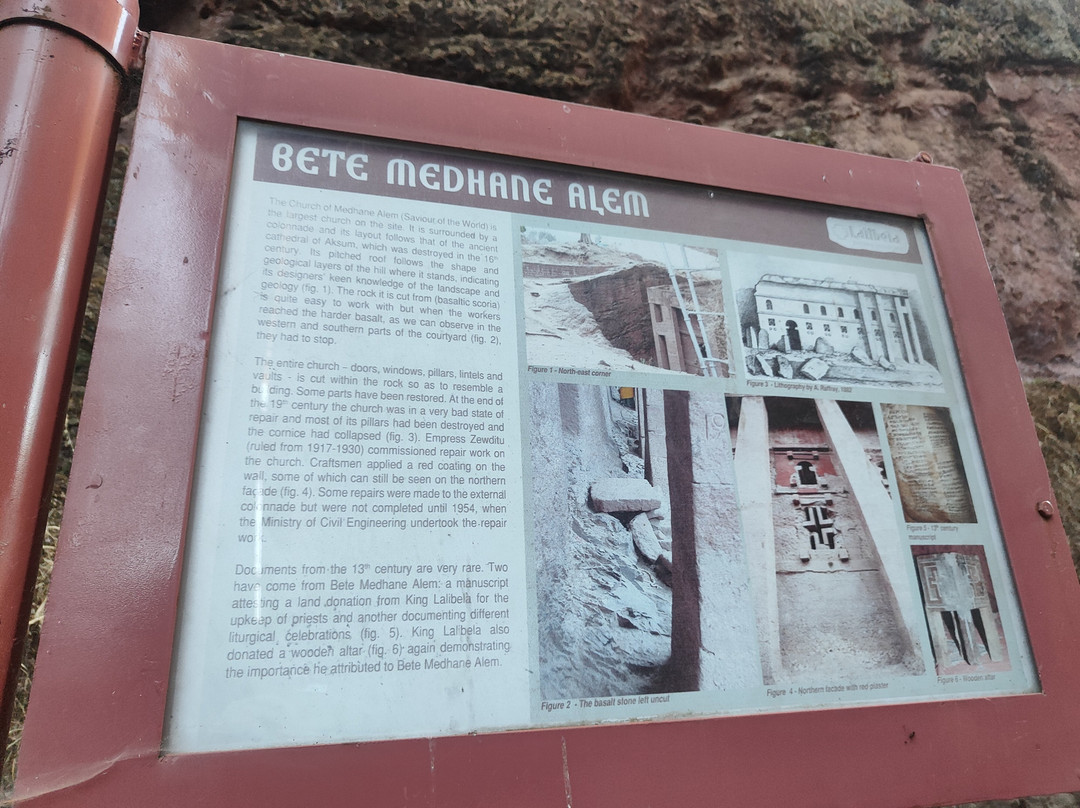 BETE MEDHANE ALEM
Lalibela
The Church of Medhane Alem (Saviour of the World) is
the largest church on the site. It is surrounded by a
colonnade and its layout follows that of the ancient
cathedral of Aksum, which was destroyed in the 16th
century. Its pitched roof follows the shape and
geological layers of the hill where it stands, indicating
its designers' keen knowledge of the landscape and
geology (fig. 1). The rock it is cut from (basaltic scoria)
is quite easy to work with but when the workers
reached the harder basalt, as we can observe in the
western and southern parts of the courtyard (fig. 2),
they had to stop.
The entire church – doors, windows, pillars, lintels and
vaults - is cut within the rock so as to resemble a
building. Some parts have been restored. At the end of
the 19th century the church was in a very bad state of
repair and most of its pillars had been destroyed and
the cornice had collapsed (fig. 3). Empress Zewditu
(ruled from 1917-1930) commissioned repair work on
the church. Craftsmen applied a red coating on the
wall, some of which can still be seen on the northern
façade (fig. 4). Some repairs were made to the external
colonnade but were not completed until 1954, when
the Ministry of Civil Engineering undertook the repair
work.
Documents from the 13th century are very rare. Two
have come from Bete Medhane Alem: a manuscript
attesting a land donation from King Lalibela for the
upkeep of priests and another documenting different
liturgical celebrations (fig. 5). King Lalibela also
donated a wooden altar (fig. 6) again demonstrating
the importance he attributed to Bete Medhane Alem.
Figure 1 - North-east corner
Figure 3 - Lithography by A. Raffray, 1882
19
Figure 5 - 13th century
manuscript
Figure 2 - The basalt stone left uncut
Figure 4 - Northern facade with red plaster
Figure 6 - Wooden altar